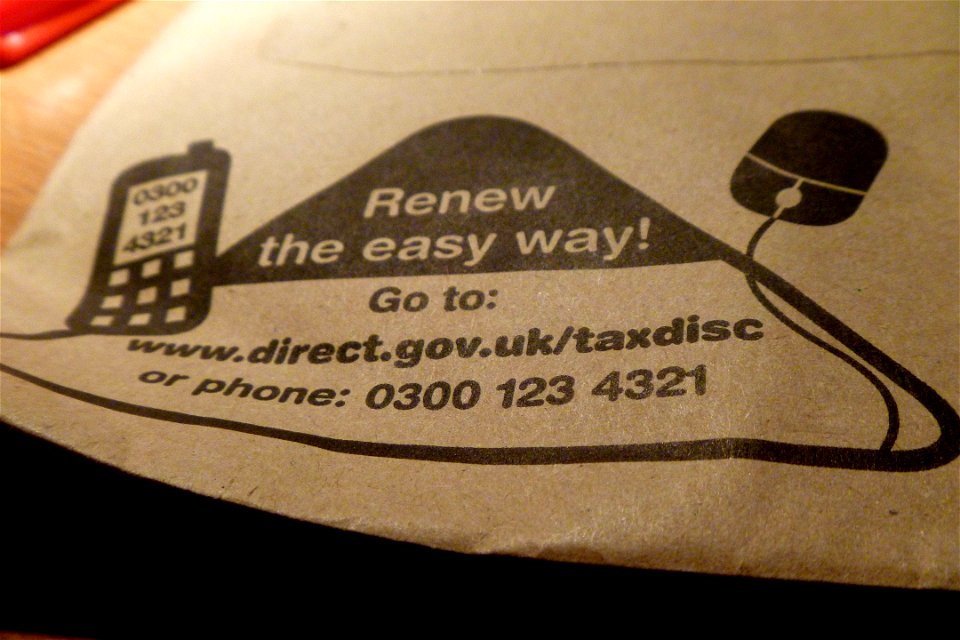 0300
123
4321
Renew
the easy way!
Go to:
www.direct.gov.uk/taxdisc
or phone: 0300 123 4321